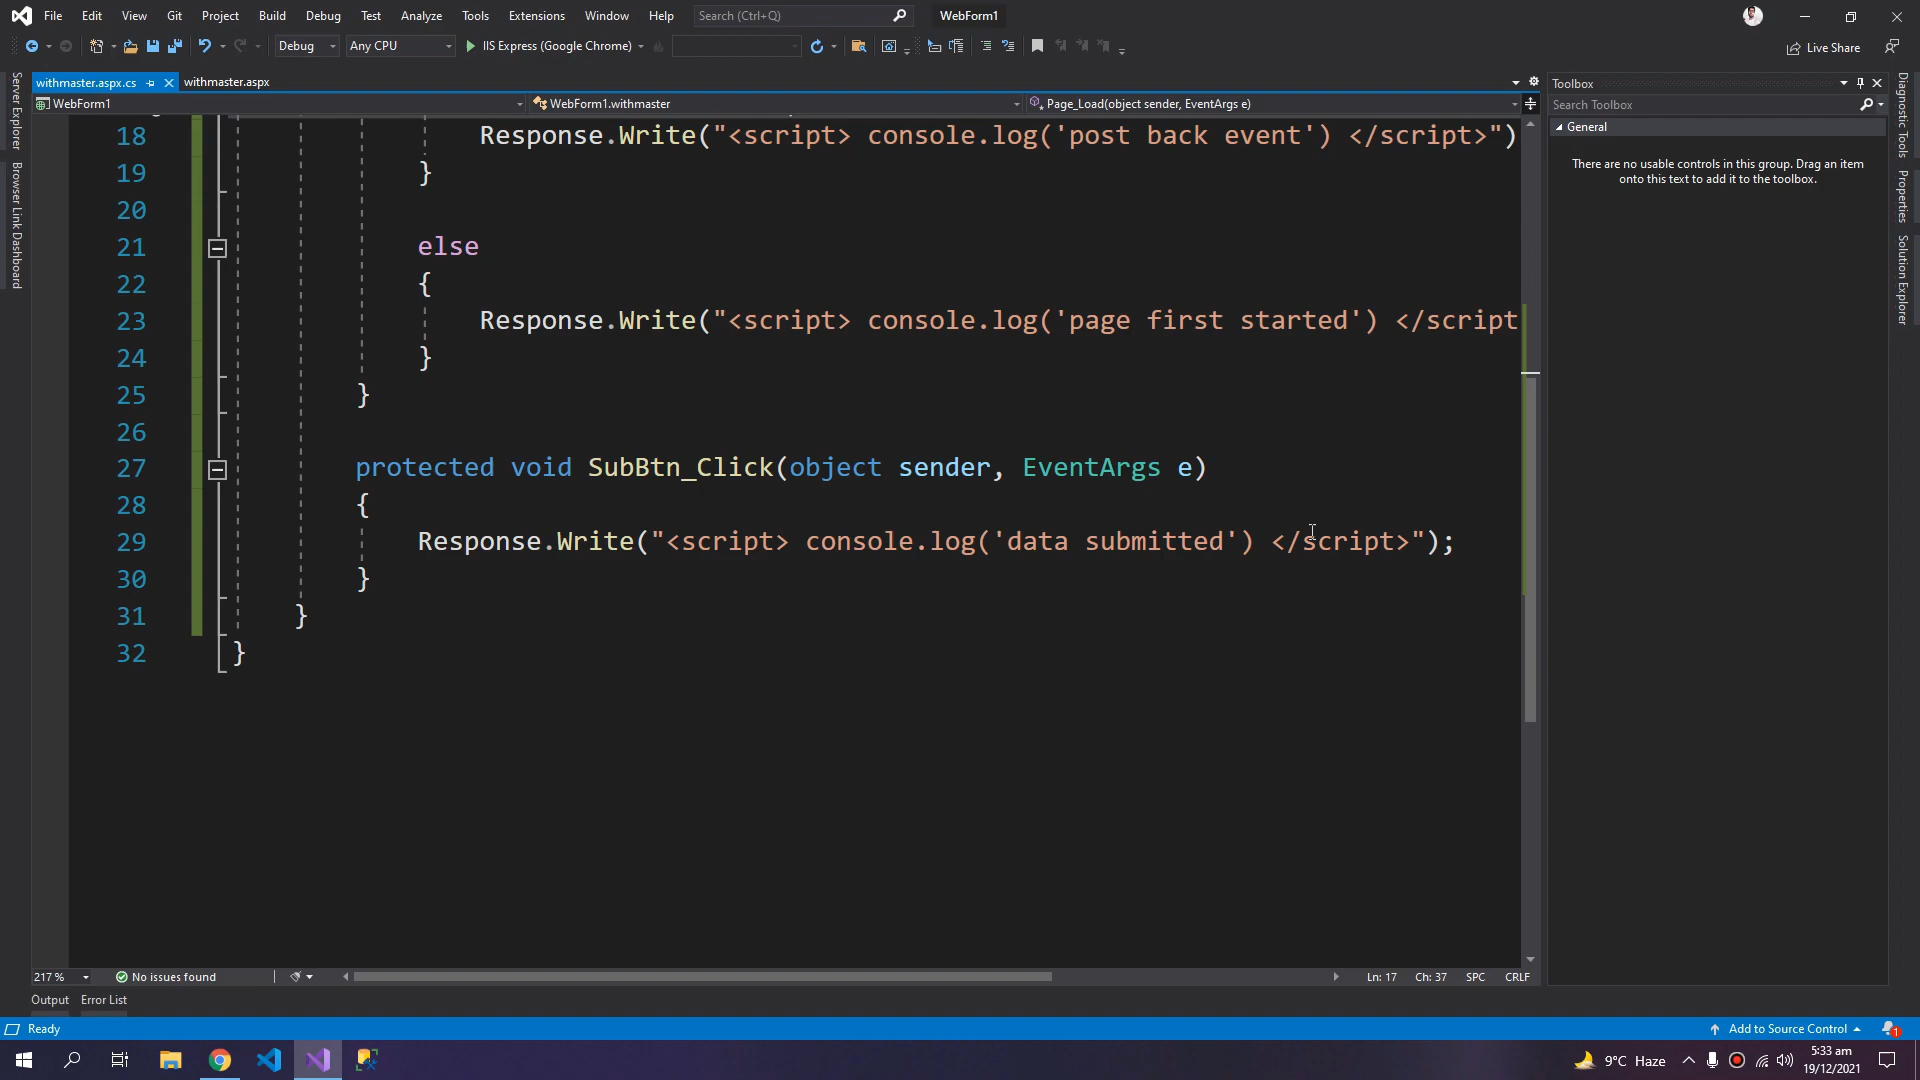 File Edit View Git Project Build Debug Test Analyze Tools Extensions Window Help Search (Ctrl+Q) WebForm1
Debug Any CPU IIS Express (Google Chrome) Live Share
withmaster.aspx.cs withmaster.aspx
WebForm1 WebForm1.withmaster Page_Load(object sender, EventArgs e)
Server Explorer
Browser Link Dashboard
18 Response.Write("<script> console.log('post back event') </script>")
19 }
20
21 else
22 {
23 Response.Write("<script> console.log('page first started') </script
24 }
25 }
26
27 protected void SubBtn_Click(object sender, EventArgs e)
28 {
29 Response.Write("<script> console.log('data submitted') </script>");
30 }
31 }
32 }
217 % No issues found Ln: 17 Ch: 37 SPC CRLF
Toolbox
Search Toolbox
General
There are no usable controls in this group. Drag an item
onto this text to add it to the toolbox.
Diagnostic Tools
Properties
Solution Explorer
Output Error List
Ready Add to Source Control 1
9°C Haze 5:33 am
19/12/2021